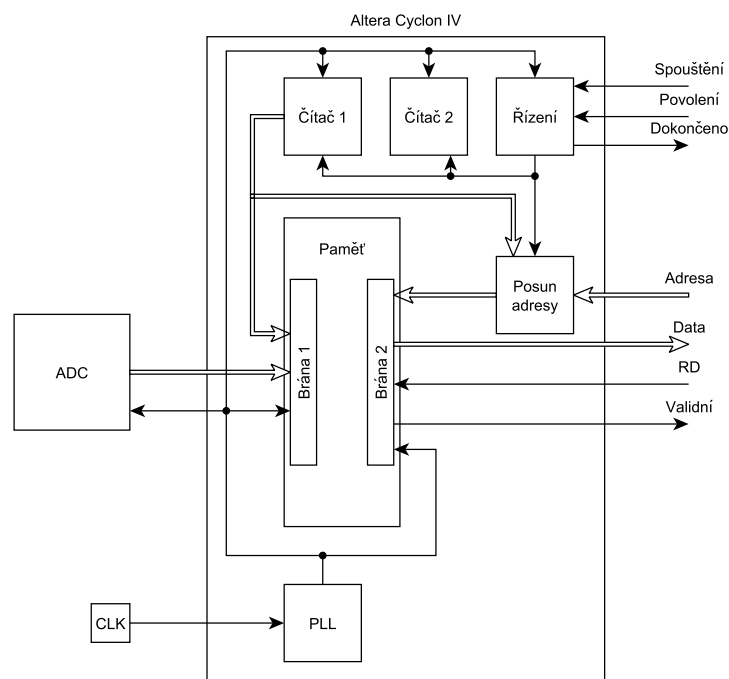 Altera Cyclon IV
Spouštění
Čítač 1
Čítač 2
Řízení
Povolení
Dokončeno
Paměť
Posun
adresy
Adresa
ADC
Brána 1
Brána 2
Data
RD
Validní
CLK
PLL